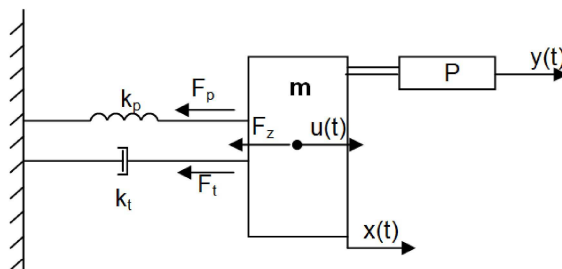 m
P
y(t)
F_p
k_p
F_z
u(t)
k_t
F_t
x(t)